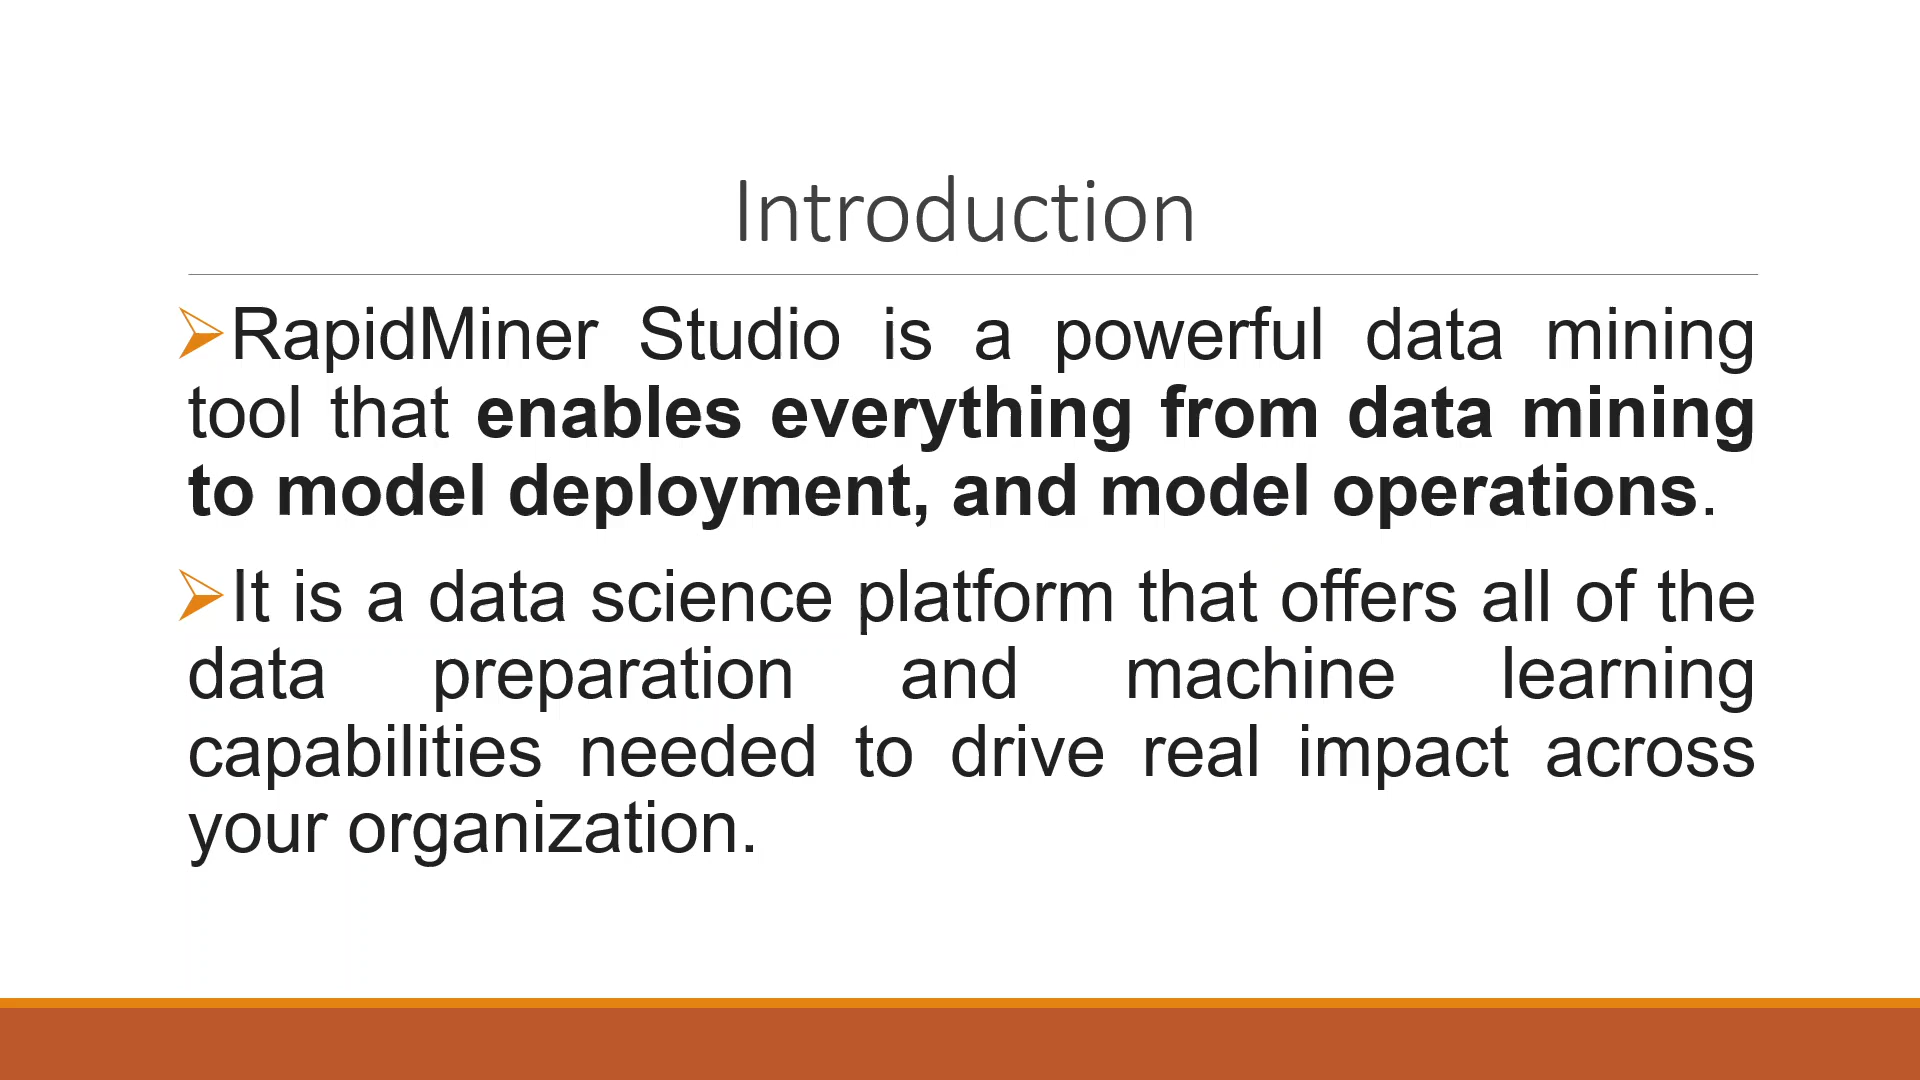 Introduction
➢RapidMiner Studio is a powerful data mining
tool that enables everything from data mining
to model deployment, and model operations.
➢It is a data science platform that offers all of the
data preparation and machine learning
capabilities needed to drive real impact across
your organization.